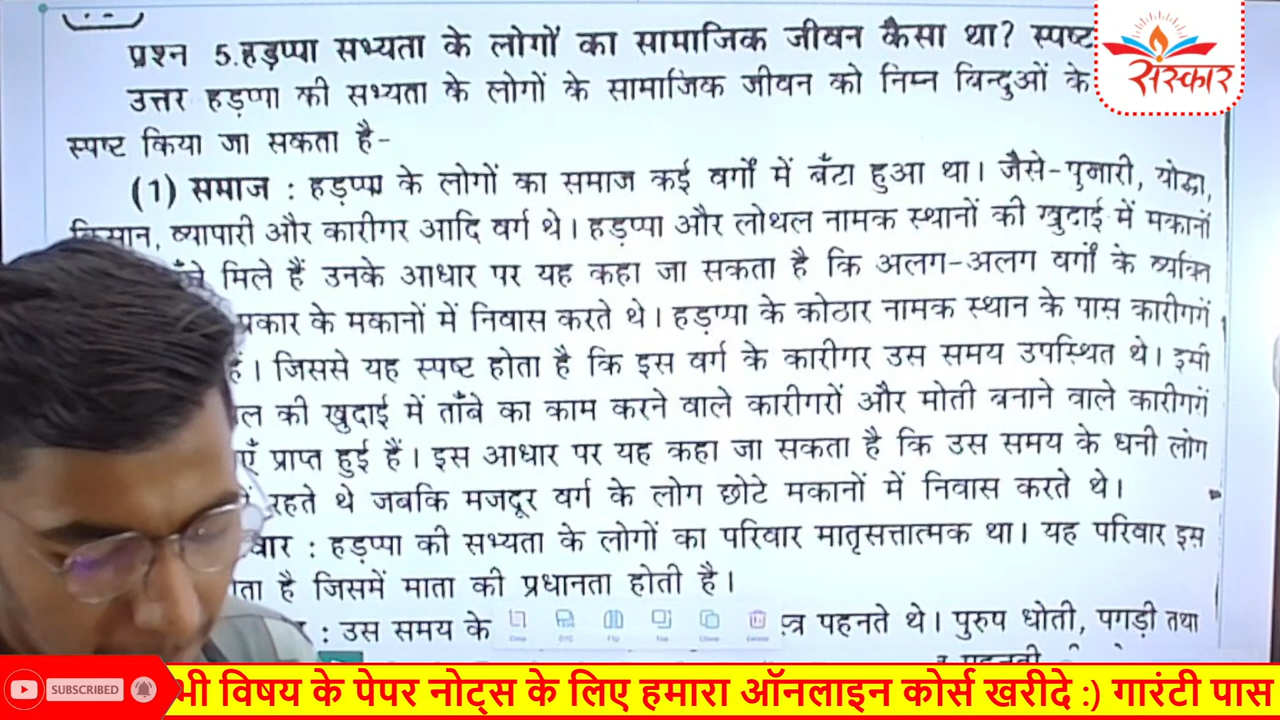 प्रश्न 5.हड़प्पा सभ्यता के लोगों का सामाजिक जीवन कैसा था? स्पष्ट
उत्तर हड़प्पा की सभ्यता के लोगों के सामाजिक जीवन को निम्न बिन्दुओं के
स्पष्ट किया जा सकता है-
(1) समाज : हड़प्पा के लोगों का समाज कई वर्गों में बँटा हुआ था। जैसे-पुजारी, योद्धा,
किसान, व्यापारी और कारीगर आदि वर्ग थे। हड़प्पा और लोथल नामक स्थानों की खुदाई में मकानों
मिले हैं उनके आधार पर यह कहा जा सकता है कि अलग-अलग वर्गों के व्यक्ति
प्रकार के मकानों में निवास करते थे। हड़प्पा के कोठार नामक स्थान के पास कारीगरों
हैं। जिससे यह स्पष्ट होता है कि इस वर्ग के कारीगर उस समय उपस्थित थे। इसी
की खुदाई में ताँबे का काम करने वाले कारीगरों और मोती बनाने वाले कारीगरों
प्राप्त हुई हैं। इस आधार पर यह कहा जा सकता है कि उस समय के धनी लोग
रहते थे जबकि मजदूर वर्ग के लोग छोटे मकानों में निवास करते थे।
: हड़प्पा की सभ्यता के लोगों का परिवार मातृसत्तात्मक था। यह परिवार इस
है जिसमें माता की प्रधानता होती है।
: उस समय के पहनते थे। पुरुष धोती, पगड़ी तथा
संस्कार
SUBSCRIBED
भी विषय के पेपर नोट्स के लिए हमारा ऑनलाइन कोर्स खरीदे :) गारंटी पास